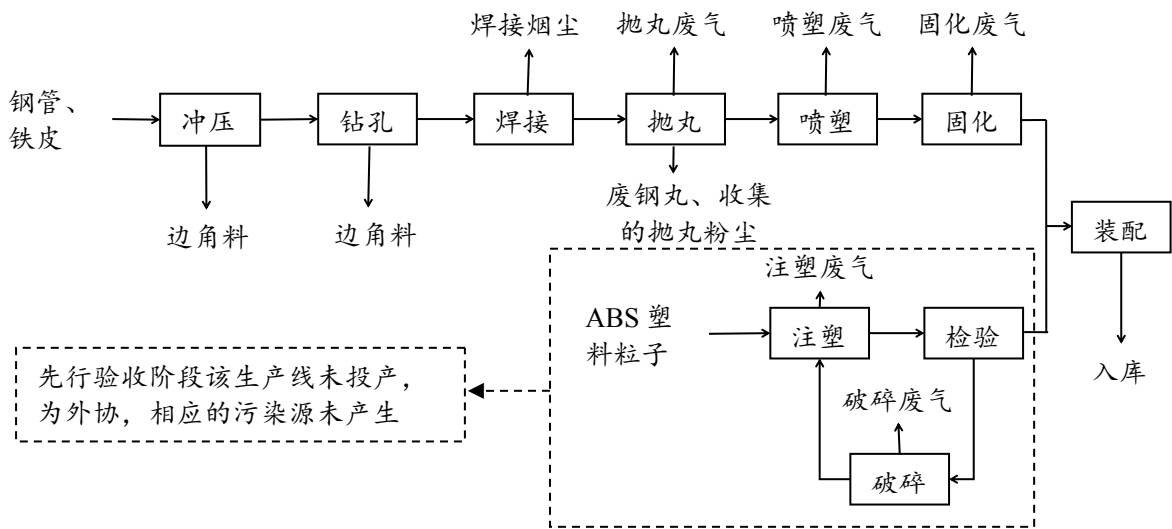 焊接烟尘
抛丸废气
喷塑废气
固化废气
钢管、
铁皮
冲压
钻孔
焊接
抛丸
喷塑
固化
边角料
边角料
废钢丸、收集
的抛丸粉尘
装配
注塑废气
ABS 塑
料粒子
注塑
检验
入库
先行验收阶段该生产线未投产，
为外协，相应的污染源未产生
破碎废气
破碎